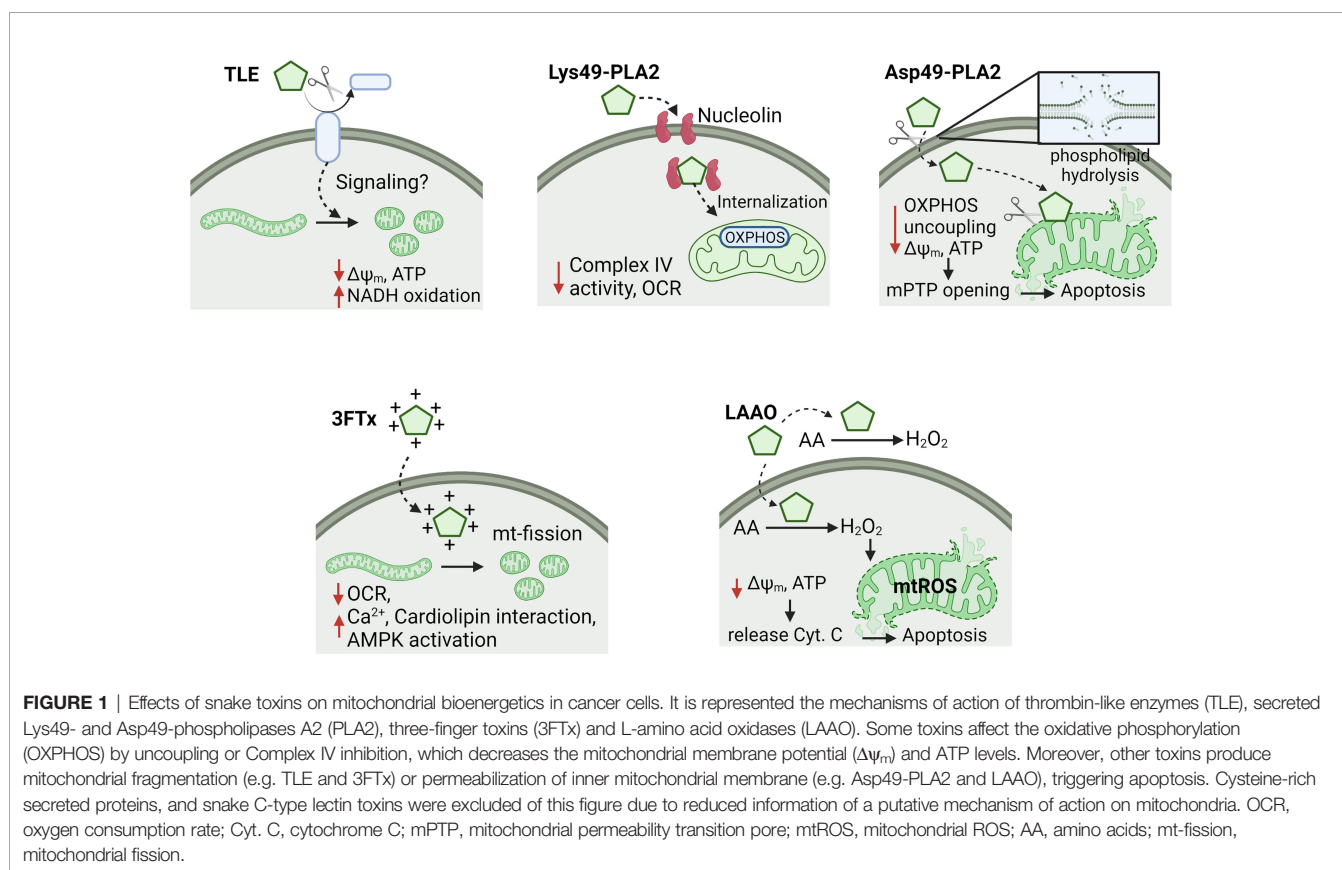 TLE
Signaling?
Δψm, ATP
NADH oxidation
Lys49-PLA2
Nucleolin
Internalization
OXPHOS
Complex IV
activity, OCR
Asp49-PLA2
phospholipid
hydrolysis
OXPHOS
uncoupling
Δψm, ATP
mPTP opening
Apoptosis
3FTx
+ + + + + +
+ + + + + +
mt-fission
OCR,
Ca²⁺, Cardiolipin interaction,
AMPK activation
LAAO
AA
H₂O₂
AA
H₂O₂
mtROS
Δψm, ATP
release Cyt. C
Apoptosis
FIGURE 1 | Effects of snake toxins on mitochondrial bioenergetics in cancer cells. It is represented the mechanisms of action of thrombin-like enzymes (TLE), secreted
Lys49- and Asp49-phospholipases A2 (PLA2), three-finger toxins (3FTx) and L-amino acid oxidases (LAAO). Some toxins affect the oxidative phosphorylation
(OXPHOS) by uncoupling or Complex IV inhibition, which decreases the mitochondrial membrane potential (Δψm) and ATP levels. Moreover, other toxins produce
mitochondrial fragmentation (e.g. TLE and 3FTx) or permeabilization of inner mitochondrial membrane (e.g. Asp49-PLA2 and LAAO), triggering apoptosis. Cysteine-rich
secreted proteins, and snake C-type lectin toxins were excluded of this figure due to reduced information of a putative mechanism of action on mitochondria. OCR,
oxygen consumption rate; Cyt. C, cytochrome C; mPTP, mitochondrial permeability transition pore; mtROS, mitochondrial ROS; AA, amino acids; mt-fission,
mitochondrial fission.